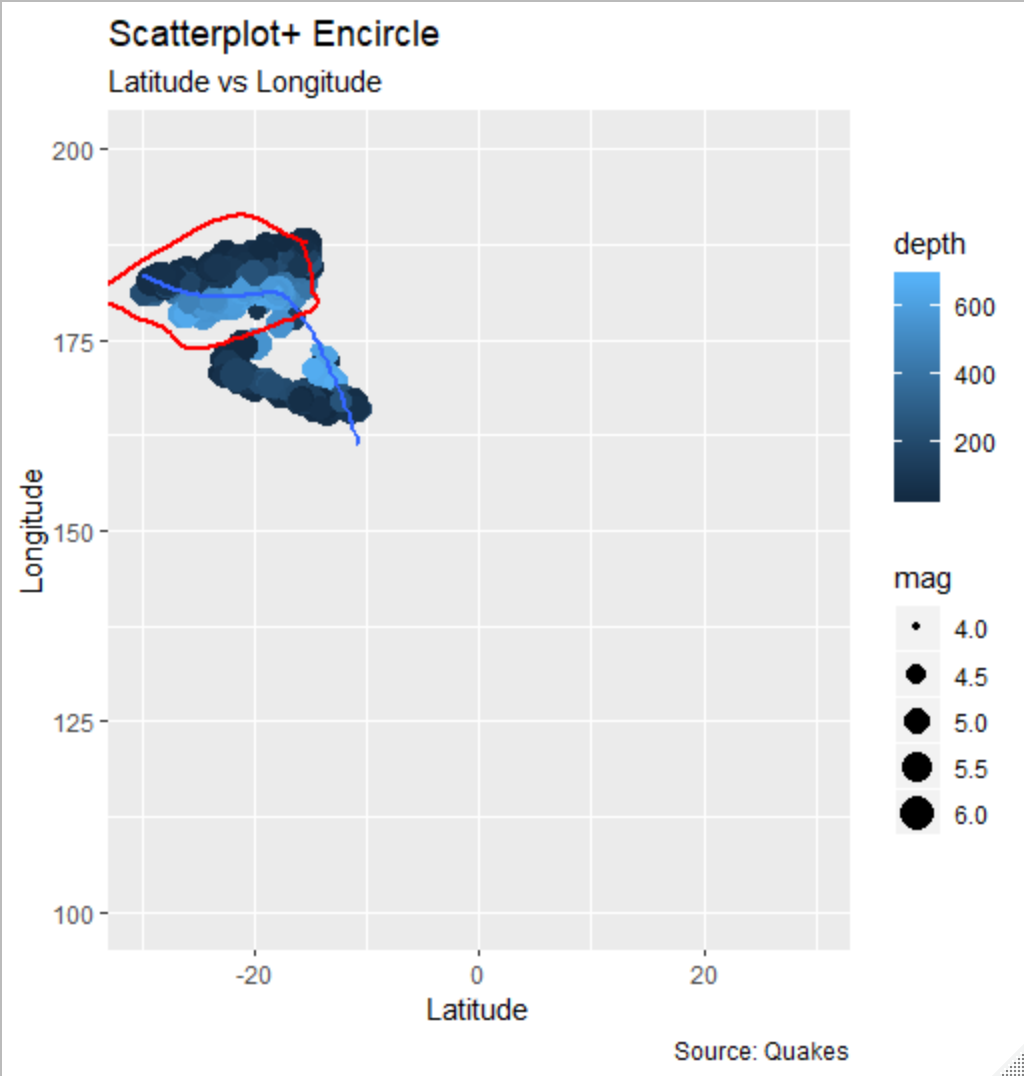 Scatterplot+ Encircle
Latitude vs Longitude
200
175
150
125
100
Longitude
-20
0
20
Latitude
depth
600
400
200
mag
4.0
4.5
5.0
5.5
6.0
Source: Quakes